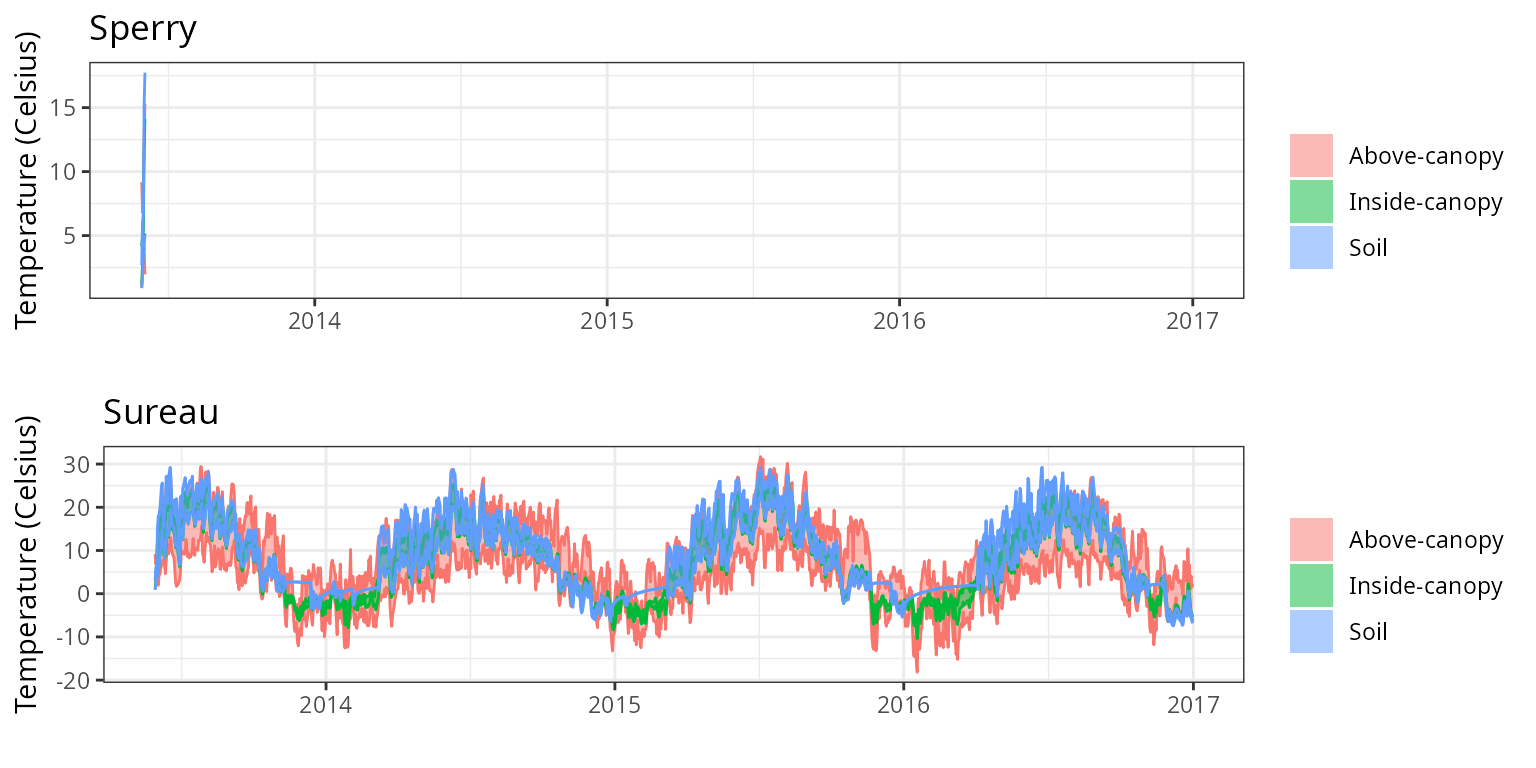 Sperry
Temperature (Celsius)
15
10
5
2014 2015 2016 2017
Above-canopy
Inside-canopy
Soil
Sureau
Temperature (Celsius)
30
20
10
0
-10
-20
2014 2015 2016 2017
Above-canopy
Inside-canopy
Soil